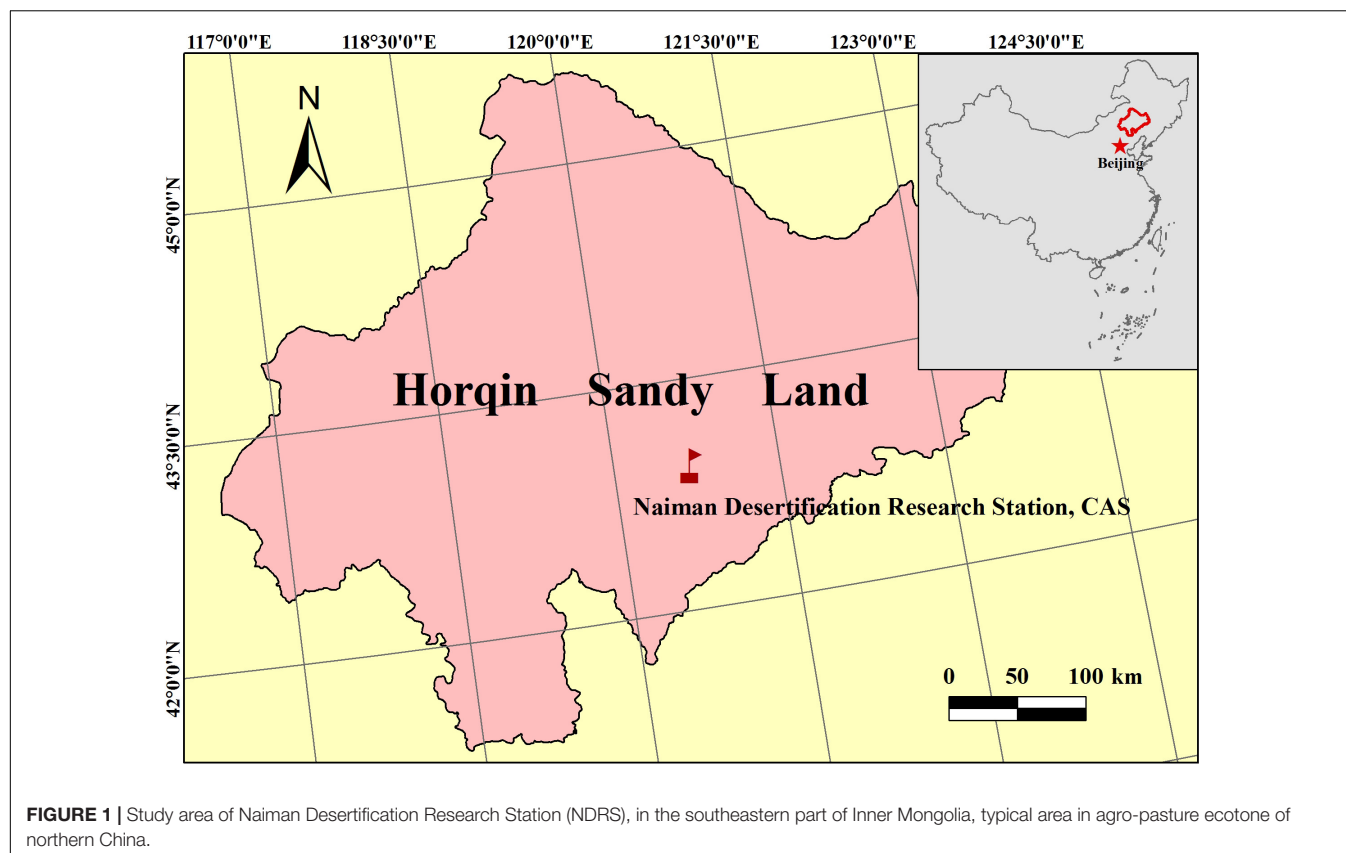 117°0'0"E 118°30'0"E 120°0'0"E 121°30'0"E 123°0'0"E 124°30'0"E
N
Beijing
45°0'0"N
43°30'0"N
42°0'0"N
Horqin Sandy Land
Naiman Desertification Research Station, CAS
0 50 100 km
FIGURE 1 | Study area of Naiman Desertification Research Station (NDRS), in the southeastern part of Inner Mongolia, typical area in agro-pasture ecotone of
northern China.